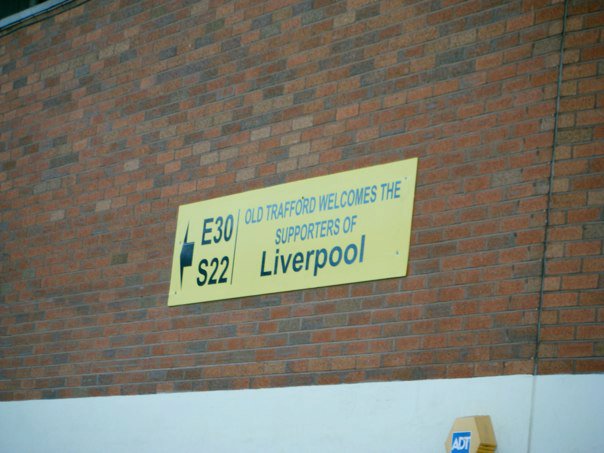 E30
S22
OLD TRAFFORD WELCOMES THE
SUPPORTERS OF
Liverpool
ADT